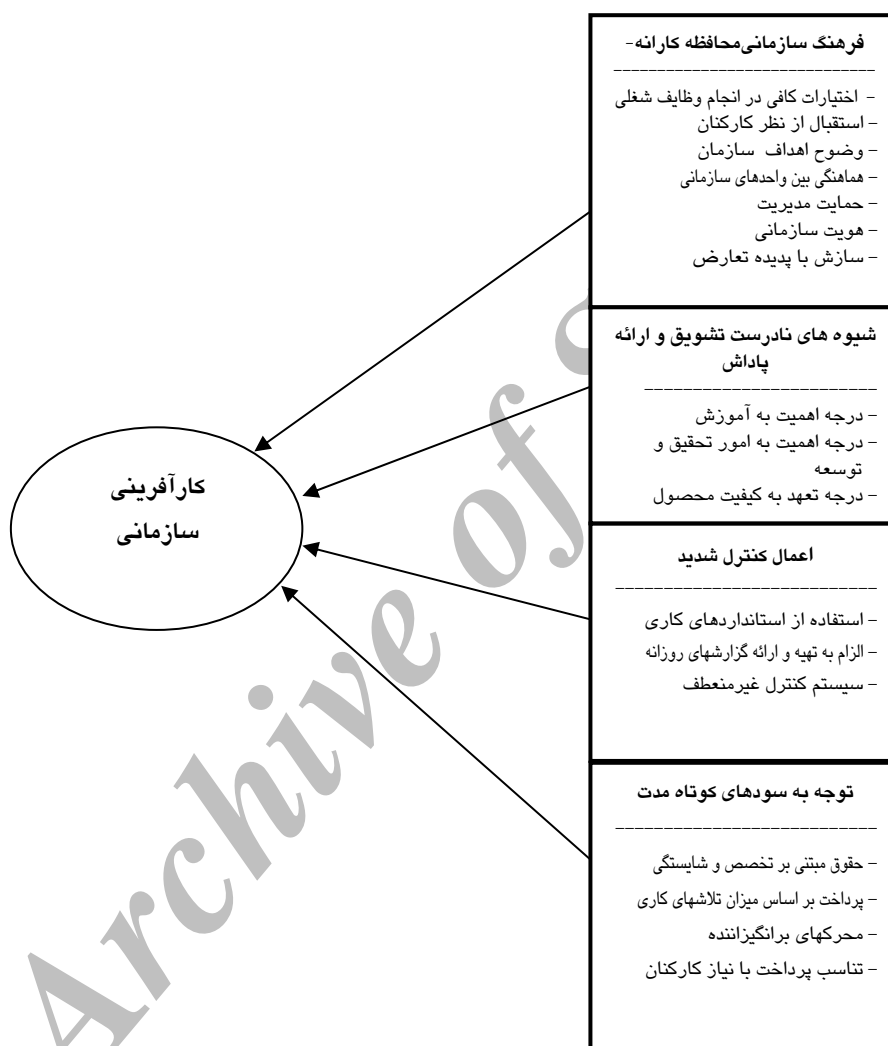 فرهنگ سازمانی‌محافظه کارانه-
------------------------------
- اختیارات کافی در انجام وظایف شغلی
- استقبال از نظر کارکنان
- وضوح اهداف سازمان
- هماهنگی بین واحدهای سازمانی
- حمایت مدیریت
- هویت سازمانی
- سازش با پدیده تعارض
شیوه های نادرست تشویق و ارائه
پاداش
------------------------
- درجه اهمیت به آموزش
- درجه اهمیت به امور تحقیق و
توسعه
- درجه تعهد به کیفیت محصول
اعمال کنترل شدید
---------------------------
- استفاده از استانداردهای کاری
- الزام به تهیه و ارائه گزارشهای روزانه
- سیستم کنترل غیرمنعطف
توجه به سودهای کوتاه مدت
---------------------------
- حقوق مبتنی بر تخصص و شایستگی
- پرداخت بر اساس میزان تلاشهای کاری
- محرکهای برانگیزاننده
- تناسب پرداخت با نیاز کارکنان
کارآفرینی
سازمانی
Archive of